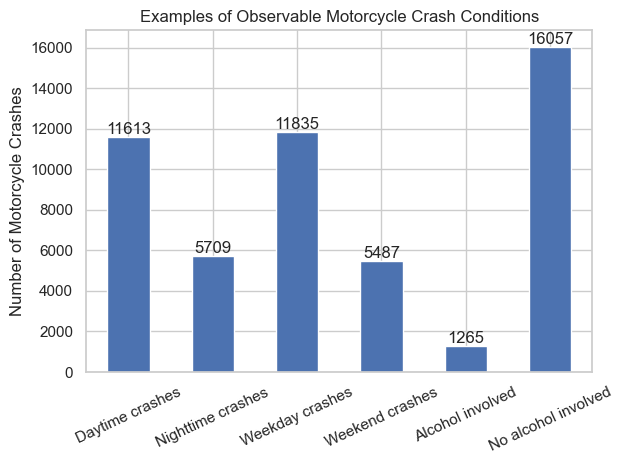 Examples of Observable Motorcycle Crash Conditions
Number of Motorcycle Crashes
16000
14000
12000
10000
8000
6000
4000
2000
0
11613
5709
11835
5487
1265
16057
Daytime crashes
Nighttime crashes
Weekday crashes
Weekend crashes
Alcohol involved
No alcohol involved